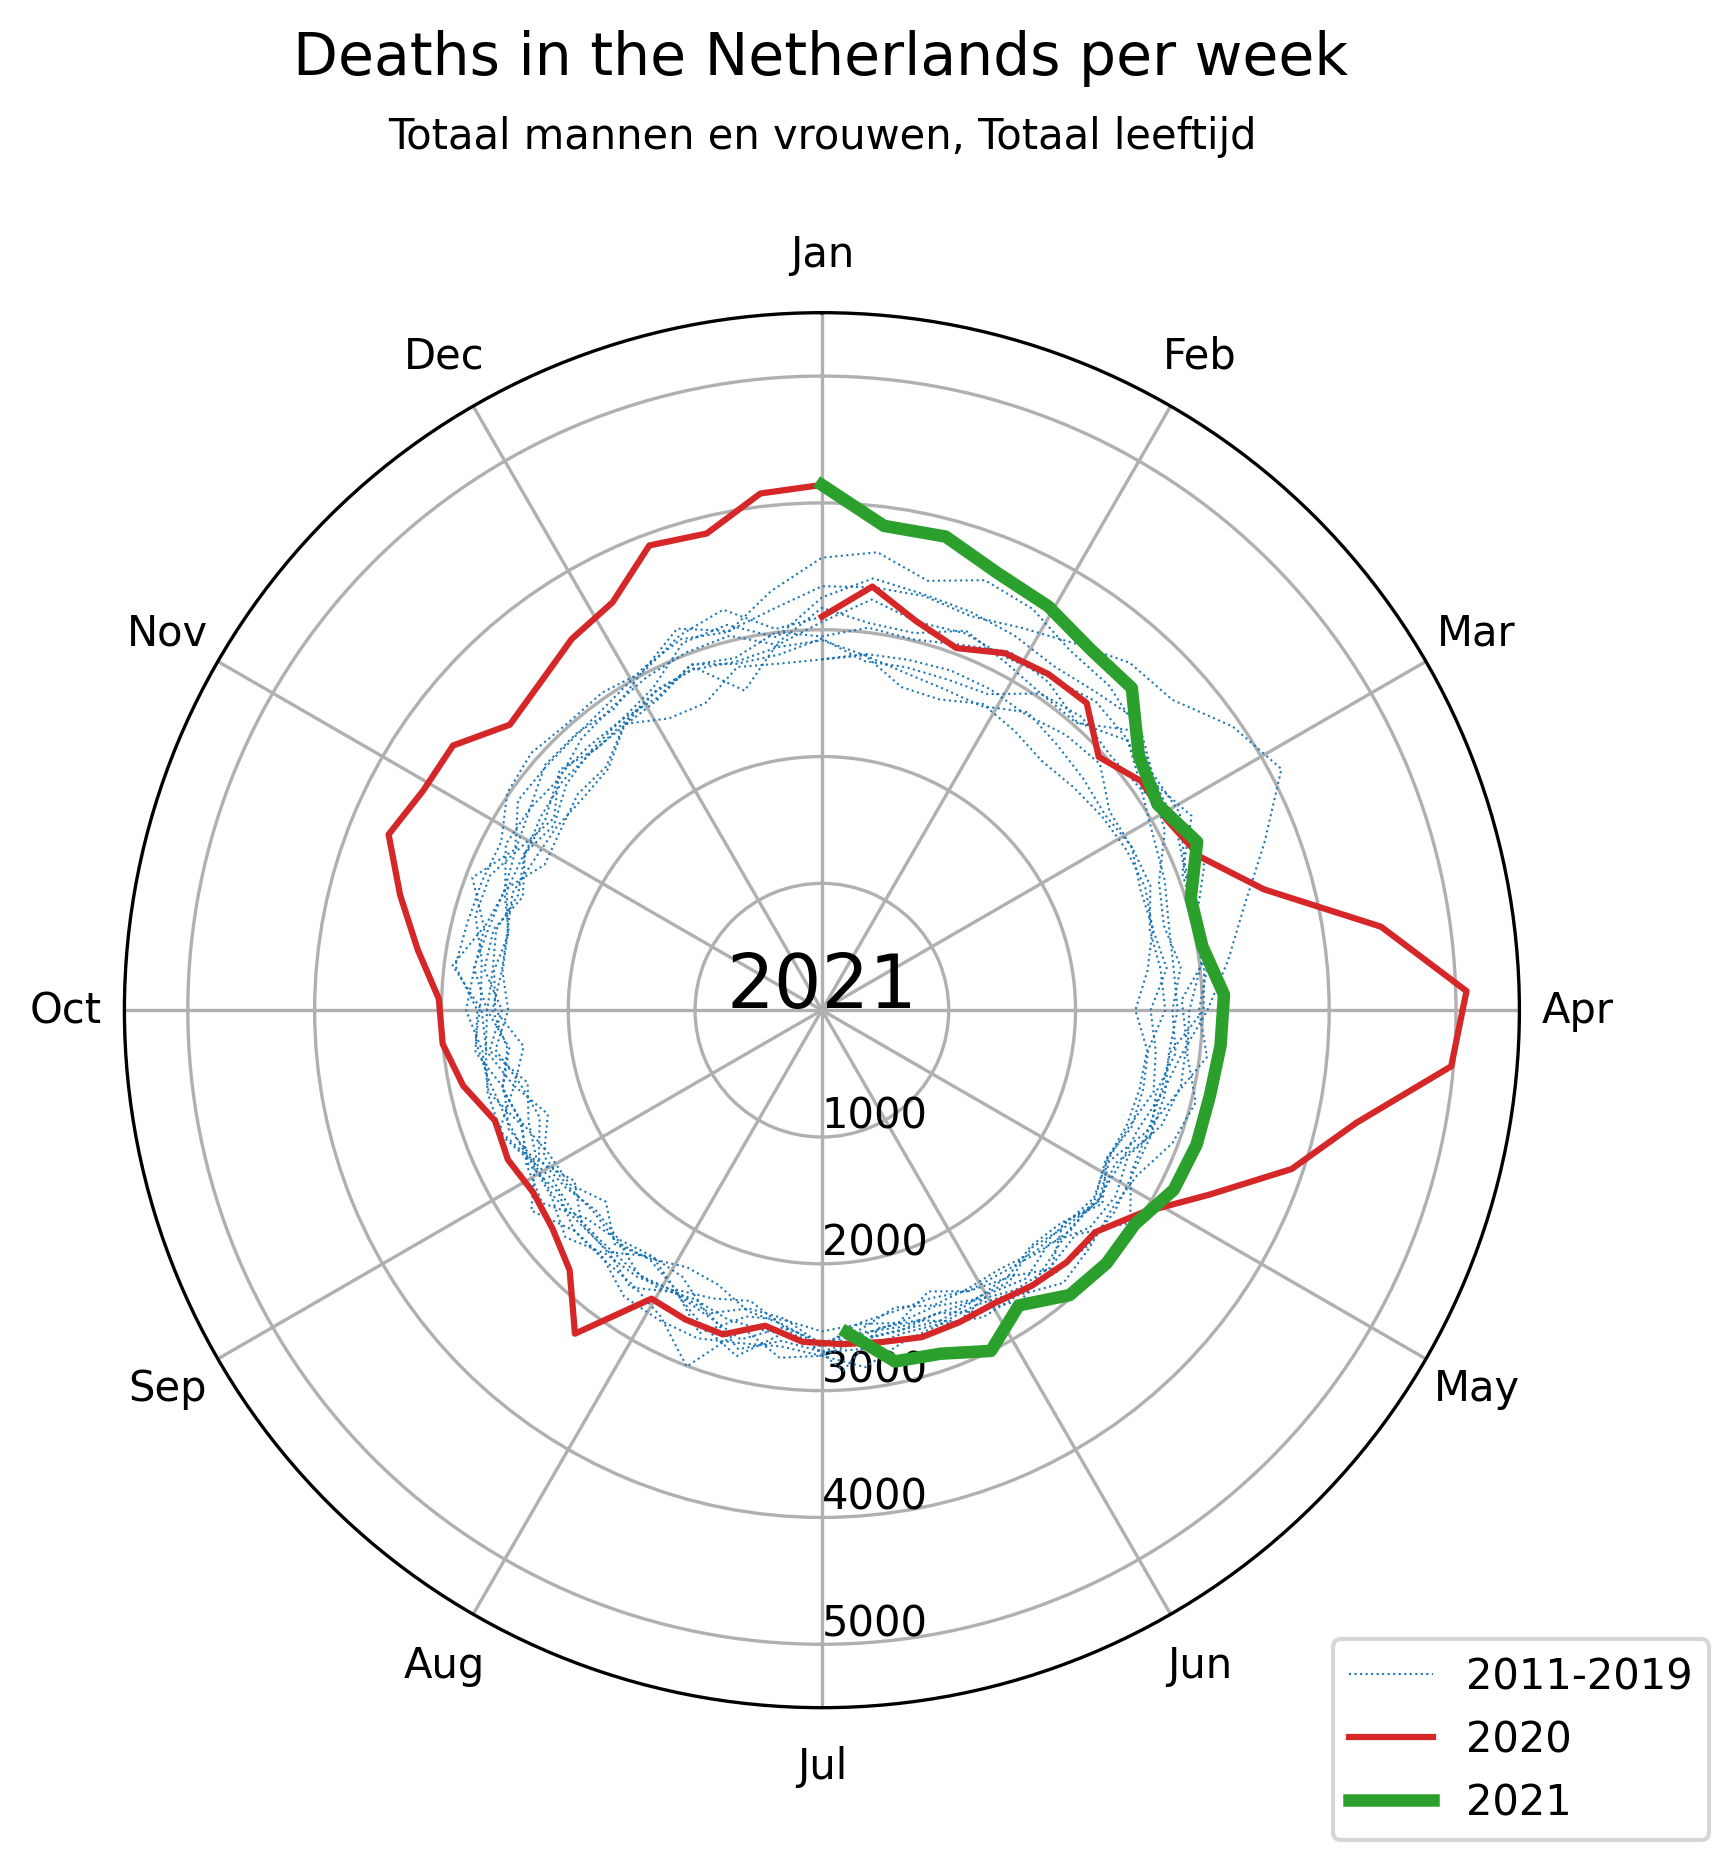 Deaths in the Netherlands per week
Totaal mannen en vrouwen, Totaal leeftijd
Jan
Feb
Mar
Apr
May
Jun
Jul
Aug
Sep
Oct
Nov
Dec
2021
1000
2000
3000
4000
5000
2011-2019
2020
2021